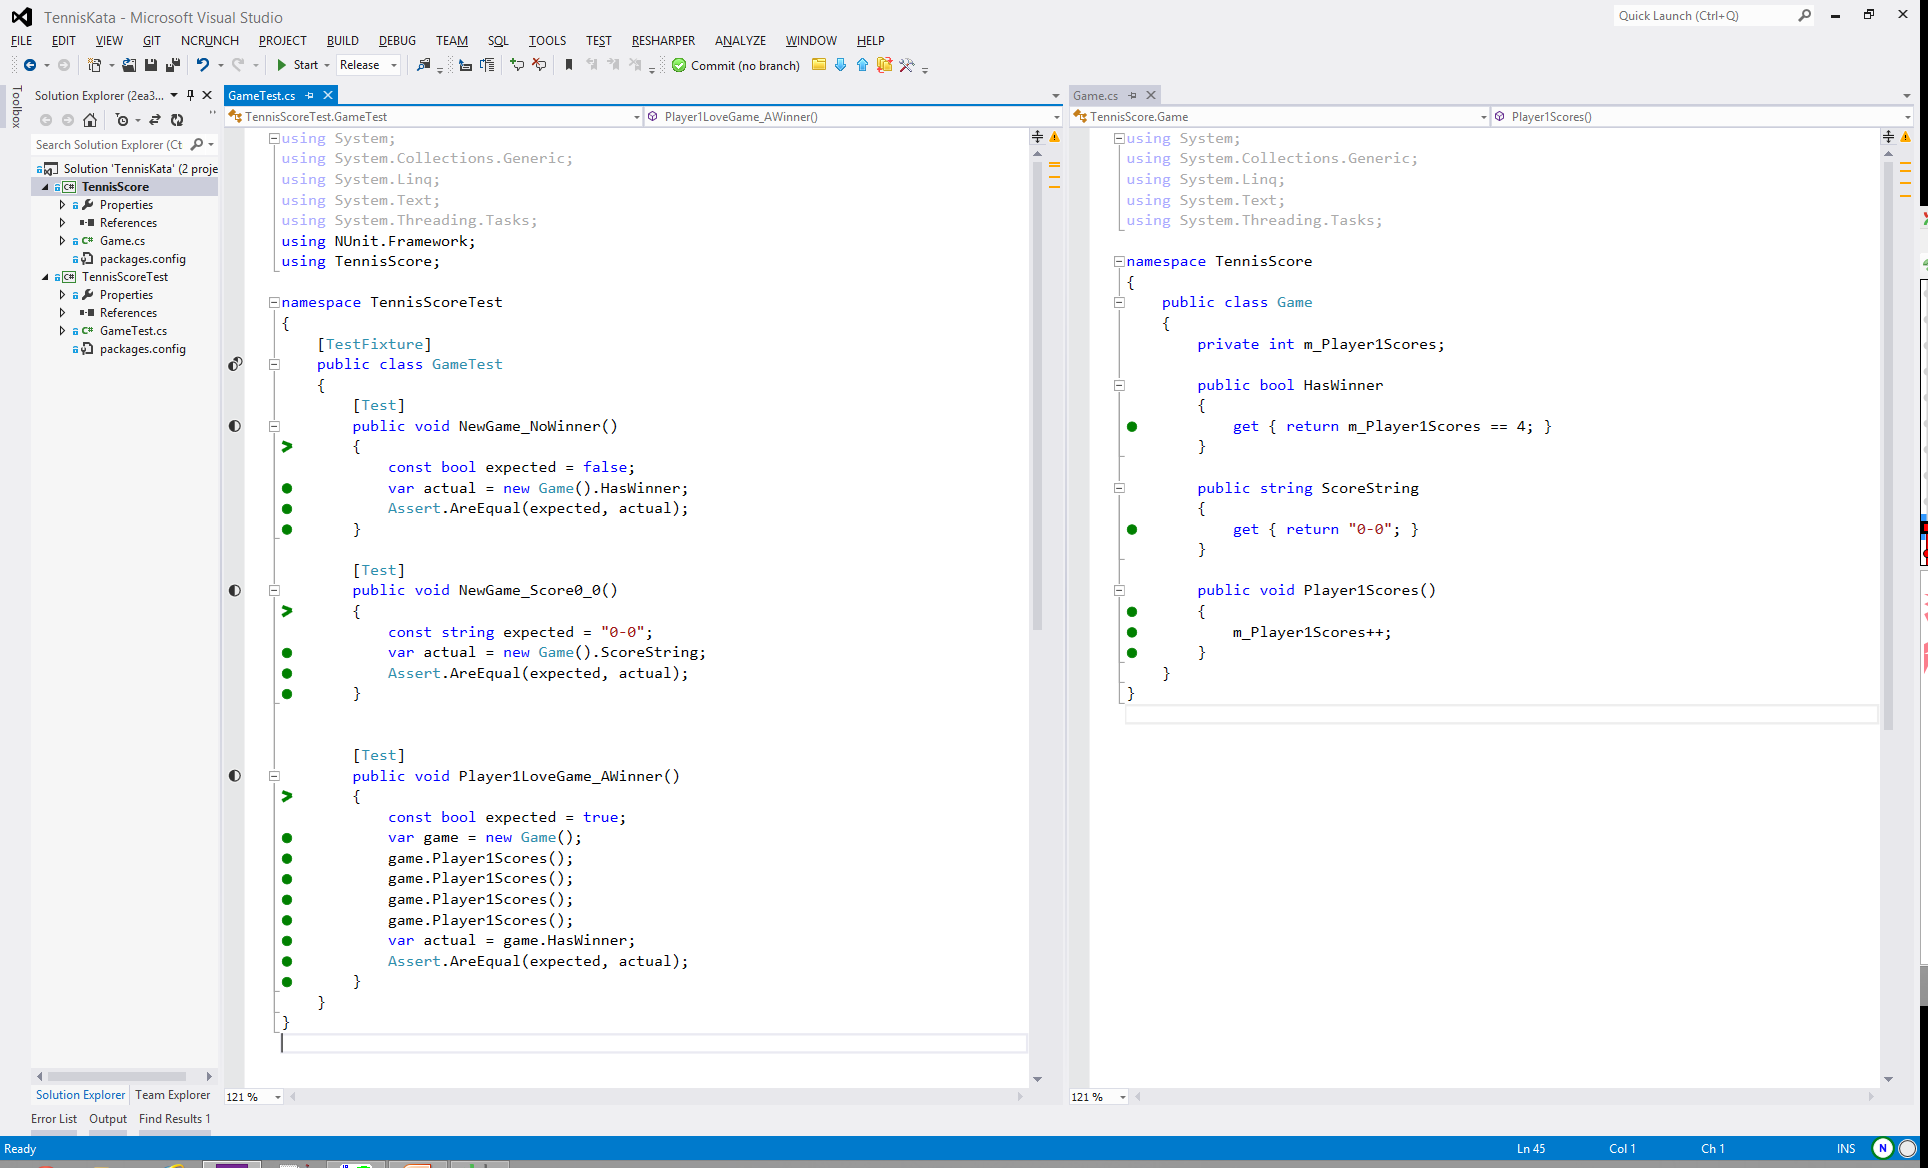 TennisKata - Microsoft Visual Studio
Quick Launch (Ctrl+Q)
FILE EDIT VIEW GIT NCRUNCH PROJECT BUILD DEBUG TEAM SQL TOOLS TEST RESHARPER ANALYZE WINDOW HELP
Start Release Commit (no branch)
Toolbox
Solution Explorer (2ea3...
Search Solution Explorer (Ct
Solution 'TennisKata' (2 proje
C# TennisScore
Properties
References
C# Game.cs
packages.config
C# TennisScoreTest
Properties
References
C# GameTest.cs
packages.config
Solution Explorer Team Explorer
GameTest.cs
TennisScoreTest.GameTest Player1LoveGame_AWinner()
using System;
using System.Collections.Generic;
using System.Linq;
using System.Text;
using System.Threading.Tasks;
using NUnit.Framework;
using TennisScore;
namespace TennisScoreTest
{
[TestFixture]
public class GameTest
{
[Test]
public void NewGame_NoWinner()
{
const bool expected = false;
var actual = new Game().HasWinner;
Assert.AreEqual(expected, actual);
}
[Test]
public void NewGame_Score0_0()
{
const string expected = "0-0";
var actual = new Game().ScoreString;
Assert.AreEqual(expected, actual);
}
[Test]
public void Player1LoveGame_AWinner()
{
const bool expected = true;
var game = new Game();
game.Player1Scores();
game.Player1Scores();
game.Player1Scores();
game.Player1Scores();
var actual = game.HasWinner;
Assert.AreEqual(expected, actual);
}
}
}
121 %
Game.cs
TennisScore.Game Player1Scores()
using System;
using System.Collections.Generic;
using System.Linq;
using System.Text;
using System.Threading.Tasks;
namespace TennisScore
{
public class Game
{
private int m_Player1Scores;
public bool HasWinner
{
get { return m_Player1Scores == 4; }
}
public string ScoreString
{
get { return "0-0"; }
}
public void Player1Scores()
{
m_Player1Scores++;
}
}
}
121 %
Error List Output Find Results 1
Ready Ln 45 Col 1 Ch 1 INS N